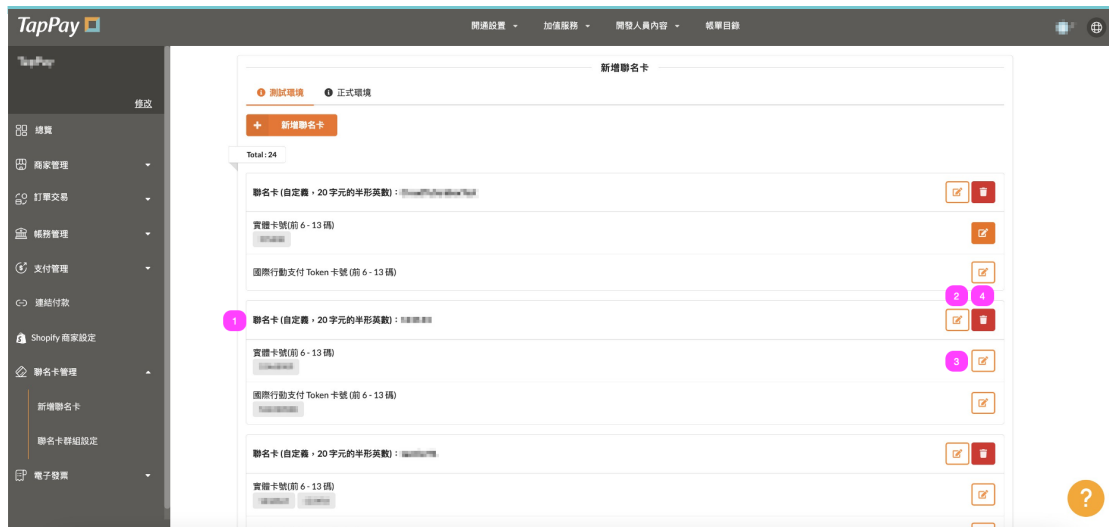 TapPay
開通設置
加值服務
開發人員內容
帳單目錄
修改
總覽
商家管理
訂單交易
帳務管理
支付管理
連結付款
Shopify 商家設定
聯名卡管理
新增聯名卡
聯名卡群組設定
電子發票
新增聯名卡
測試環境
正式環境
+ 新增聯名卡
Total : 24
聯名卡 (自定義，20 字元的半形英數)：
實體卡號(前 6 - 13 碼)
國際行動支付 Token 卡號 (前 6 - 13 碼)
2 4
1 聯名卡 (自定義，20 字元的半形英數)：
實體卡號(前 6 - 13 碼)
3
國際行動支付 Token 卡號 (前 6 - 13 碼)
聯名卡 (自定義，20 字元的半形英數)：
實體卡號(前 6 - 13 碼)
?